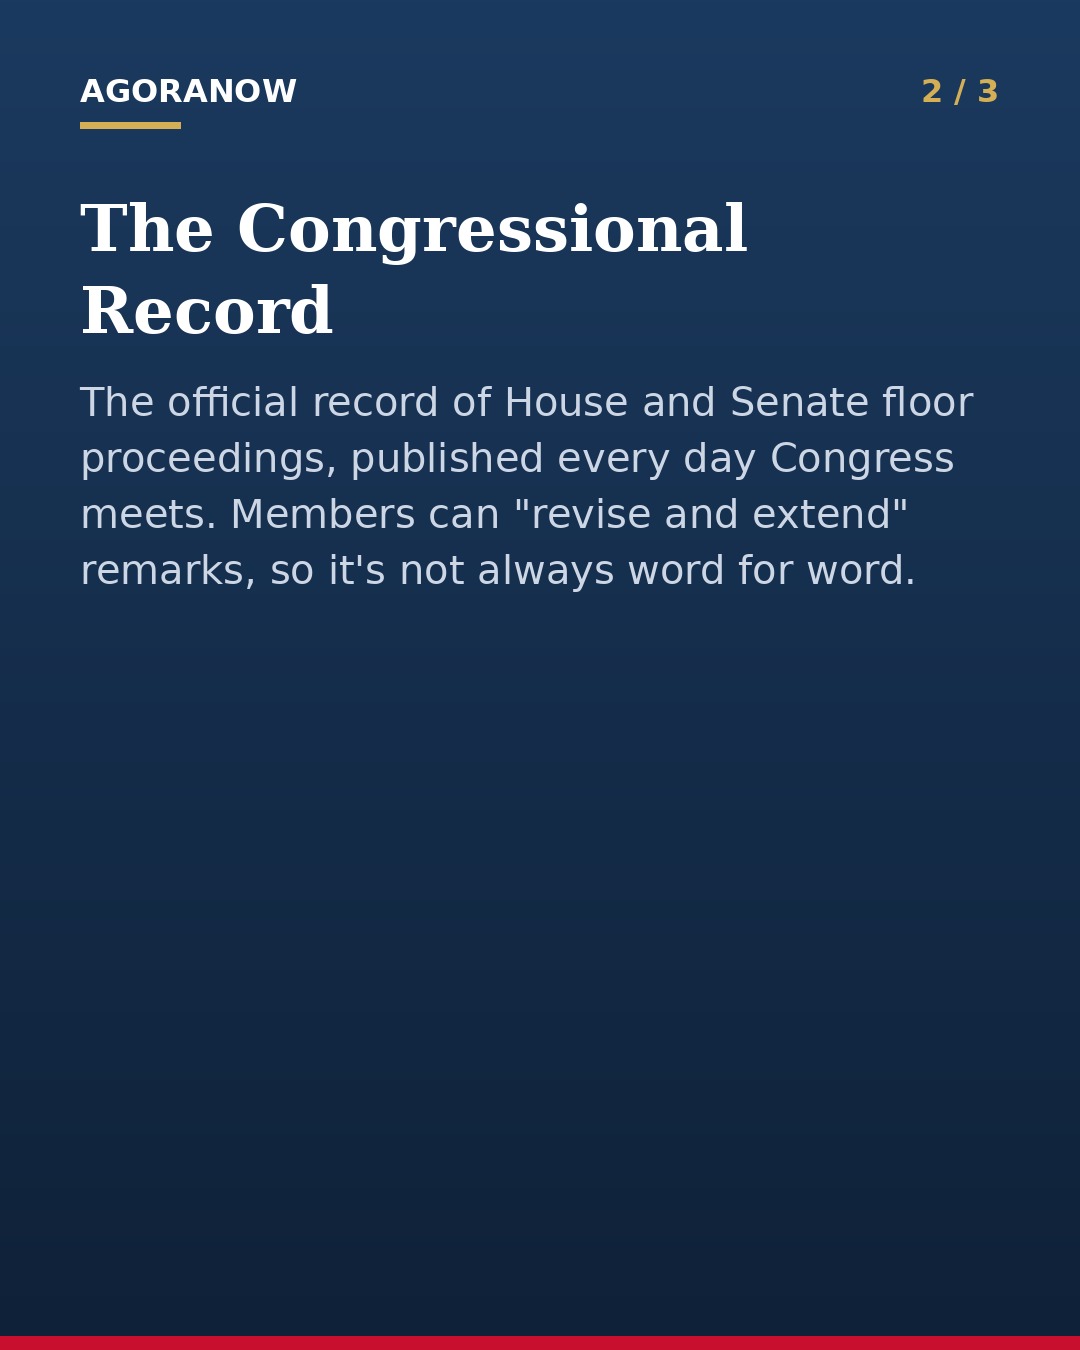 AGORANOW
2 / 3
The Congressional
Record
The official record of House and Senate floor
proceedings, published every day Congress
meets. Members can "revise and extend"
remarks, so it's not always word for word.